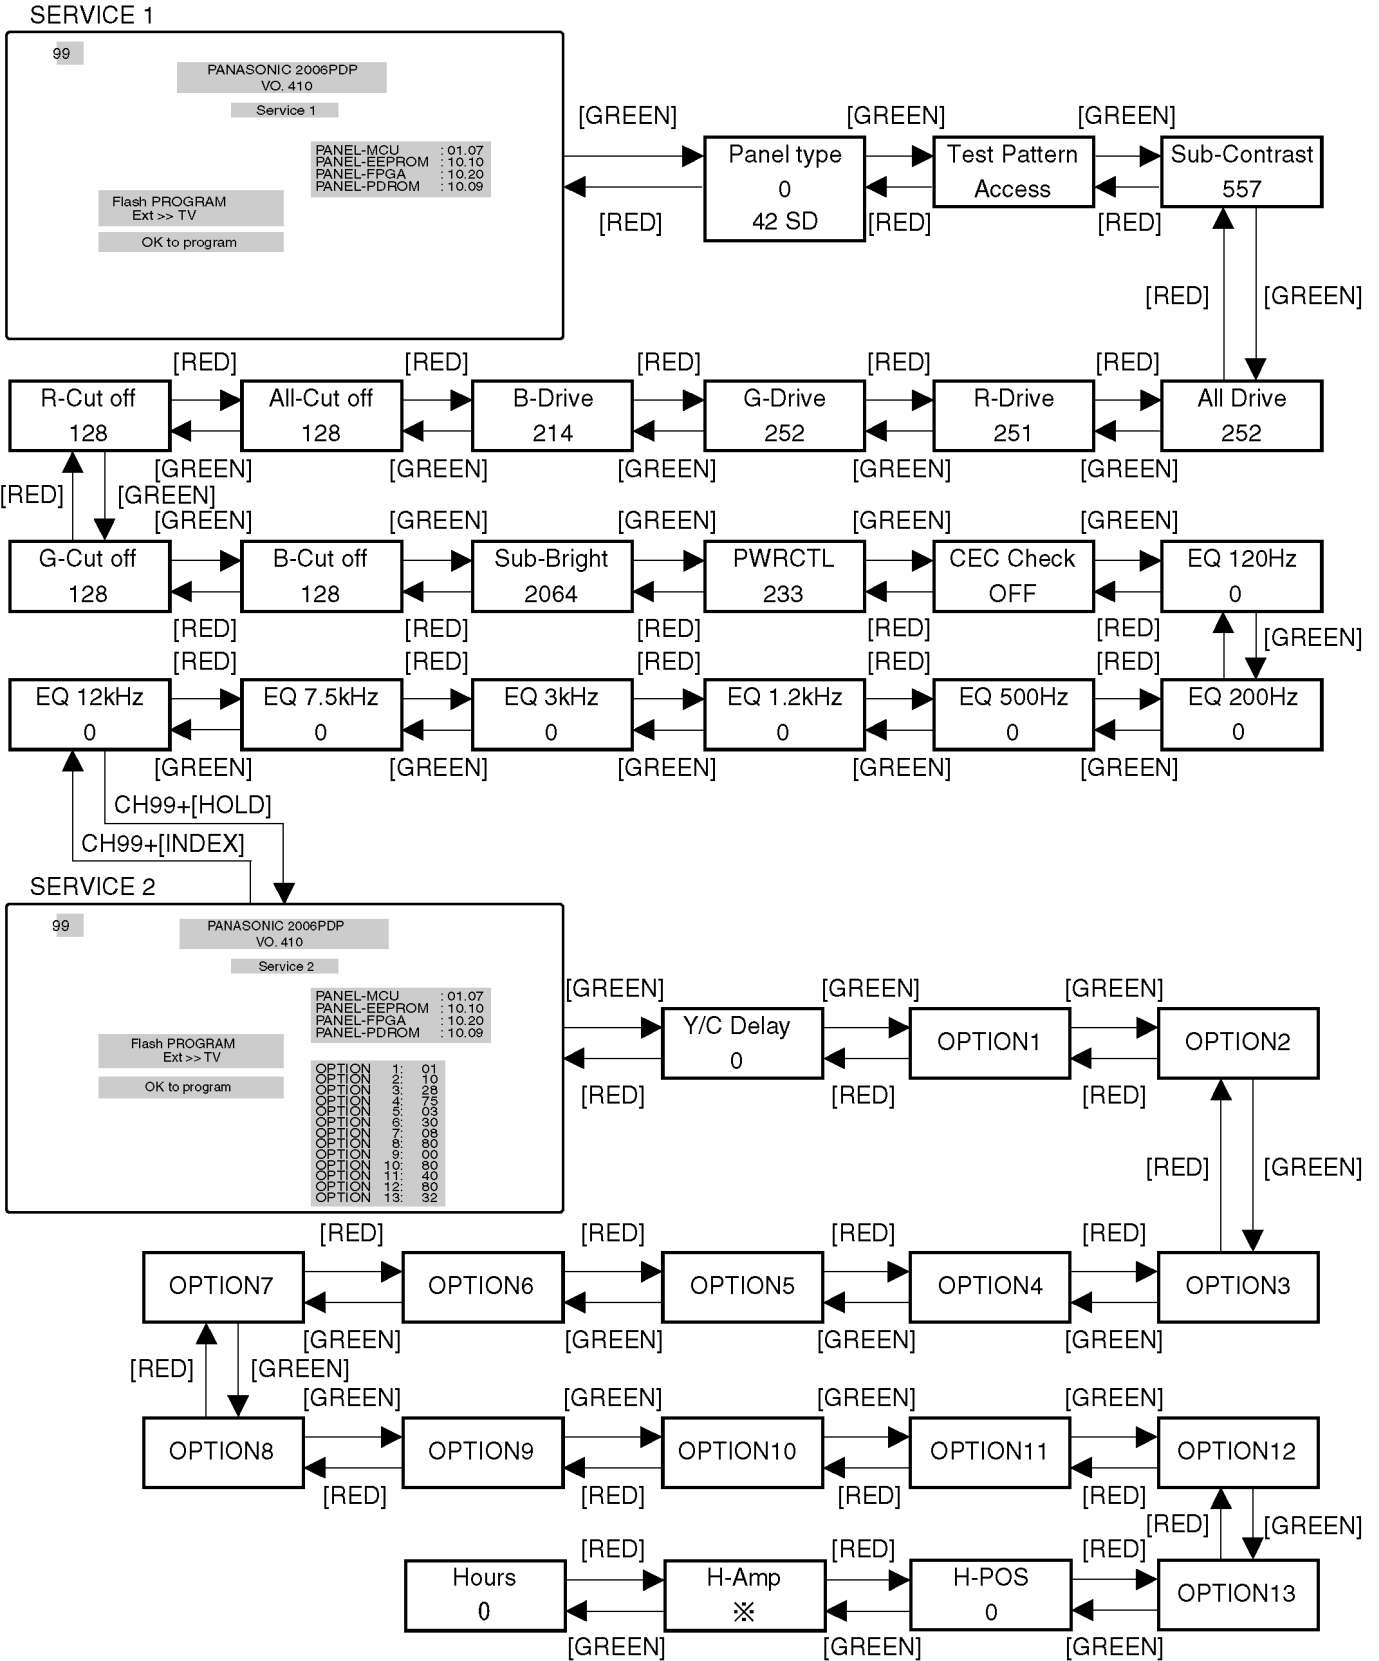 SERVICE 1
99
PANASONIC 2006PDP
VO. 410
Service 1
PANEL-MCU : 01.07
PANEL-EEPROM : 10.10
PANEL-FPGA : 10.20
PANEL-PDROM : 10.09
Flash PROGRAM
Ext >> TV
OK to program
[GREEN] [GREEN] [GREEN]
Panel type Test Pattern Sub-Contrast
0 Access 557
42 SD
[RED] [RED] [RED]
[RED] [GREEN]
[RED] [RED] [RED] [RED] [RED]
R-Cut off All-Cut off B-Drive G-Drive R-Drive All Drive
128 128 214 252 251 252
[GREEN] [GREEN] [GREEN] [GREEN] [GREEN]
[RED] [GREEN]
[GREEN] [GREEN] [GREEN] [GREEN] [GREEN]
G-Cut off B-Cut off Sub-Bright PWRCTL CEC Check EQ 120Hz
128 128 2064 233 OFF 0
[RED] [RED] [RED] [RED] [RED]
[GREEN]
[RED] [RED] [RED] [RED] [RED]
EQ 12kHz EQ 7.5kHz EQ 3kHz EQ 1.2kHz EQ 500Hz EQ 200Hz
0 0 0 0 0 0
[GREEN] [GREEN] [GREEN] [GREEN] [GREEN]
CH99+[HOLD]
CH99+[INDEX]
SERVICE 2
99
PANASONIC 2006PDP
VO. 410
Service 2
PANEL-MCU : 01.07
PANEL-EEPROM : 10.10
PANEL-FPGA : 10.20
PANEL-PDROM : 10.09
Flash PROGRAM
Ext >> TV
OK to program
OPTION 1: 01
OPTION 2: 10
OPTION 3: 28
OPTION 4: 75
OPTION 5: 03
OPTION 6: 30
OPTION 7: 08
OPTION 8: 80
OPTION 9: 00
OPTION 10: 80
OPTION 11: 40
OPTION 12: 80
OPTION 13: 32
[GREEN] [GREEN] [GREEN]
Y/C Delay OPTION1 OPTION2
0
[RED] [RED] [RED]
[RED] [GREEN]
[RED] [RED] [RED] [RED]
OPTION7 OPTION6 OPTION5 OPTION4 OPTION3
[GREEN] [GREEN] [GREEN] [GREEN]
[RED] [GREEN]
[GREEN] [GREEN] [GREEN] [GREEN]
OPTION8 OPTION9 OPTION10 OPTION11 OPTION12
[RED] [RED] [RED] [RED]
[RED] [GREEN]
[RED] [RED] [RED]
Hours H-Amp H-POS OPTION13
0 ※ 0
[GREEN] [GREEN] [GREEN]